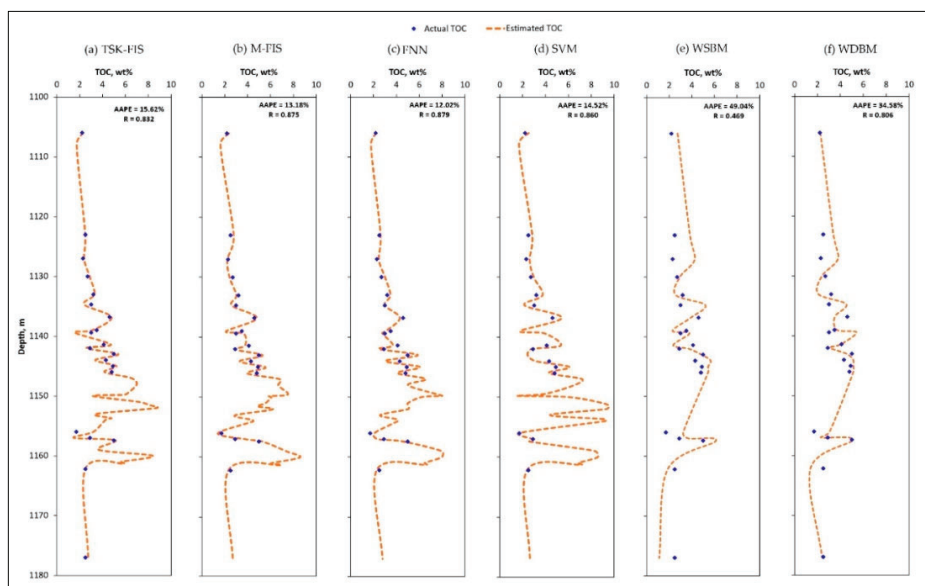 Actual TOC Estimated TOC
(a) TSK-FIS (b) M-FIS (c) FNN (d) SVM (e) WSBM (f) WDBM
TOC, wt% TOC, wt% TOC, wt% TOC, wt% TOC, wt% TOC, wt%
0 2 4 6 8 10 0 2 4 6 8 10 0 2 4 6 8 10 0 2 4 6 8 10 0 2 4 6 8 10 0 2 4 6 8 10
1100
AAPE = 15.62% AAPE = 13.18% AAPE = 12.02% AAPE = 14.52% AAPE = 49.04% AAPE = 34.58%
R = 0.832 R = 0.875 R = 0.879 R = 0.860 R = 0.469 R = 0.806
1110
1120
1130
Depth, m
1140
1150
1160
1170
1180